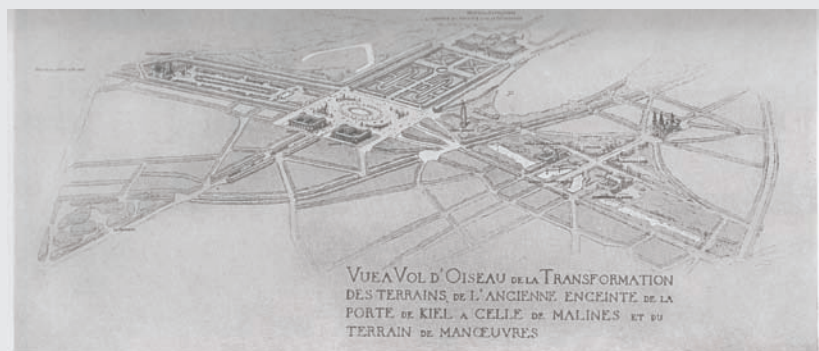 VUE A VOL D'OISEAU DE LA TRANSFORMATION
DES TERRAINS DE L'ANCIENNE ENCEINTE DE LA
PORTE DE KIEL A CELLE DE MALINES ET DU
TERRAIN DE MANŒUVRES